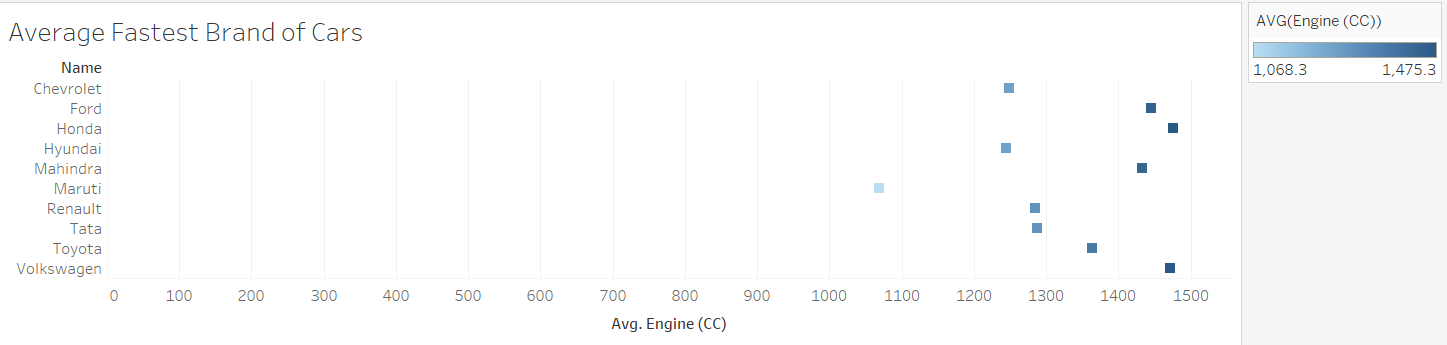 Average Fastest Brand of Cars
Name
Chevrolet
Ford
Honda
Hyundai
Mahindra
Maruti
Renault
Tata
Toyota
Volkswagen
0 100 200 300 400 500 600 700 800 900 1000 1100 1200 1300 1400 1500
Avg. Engine (CC)
AVG(Engine (CC))
1,068.3 1,475.3